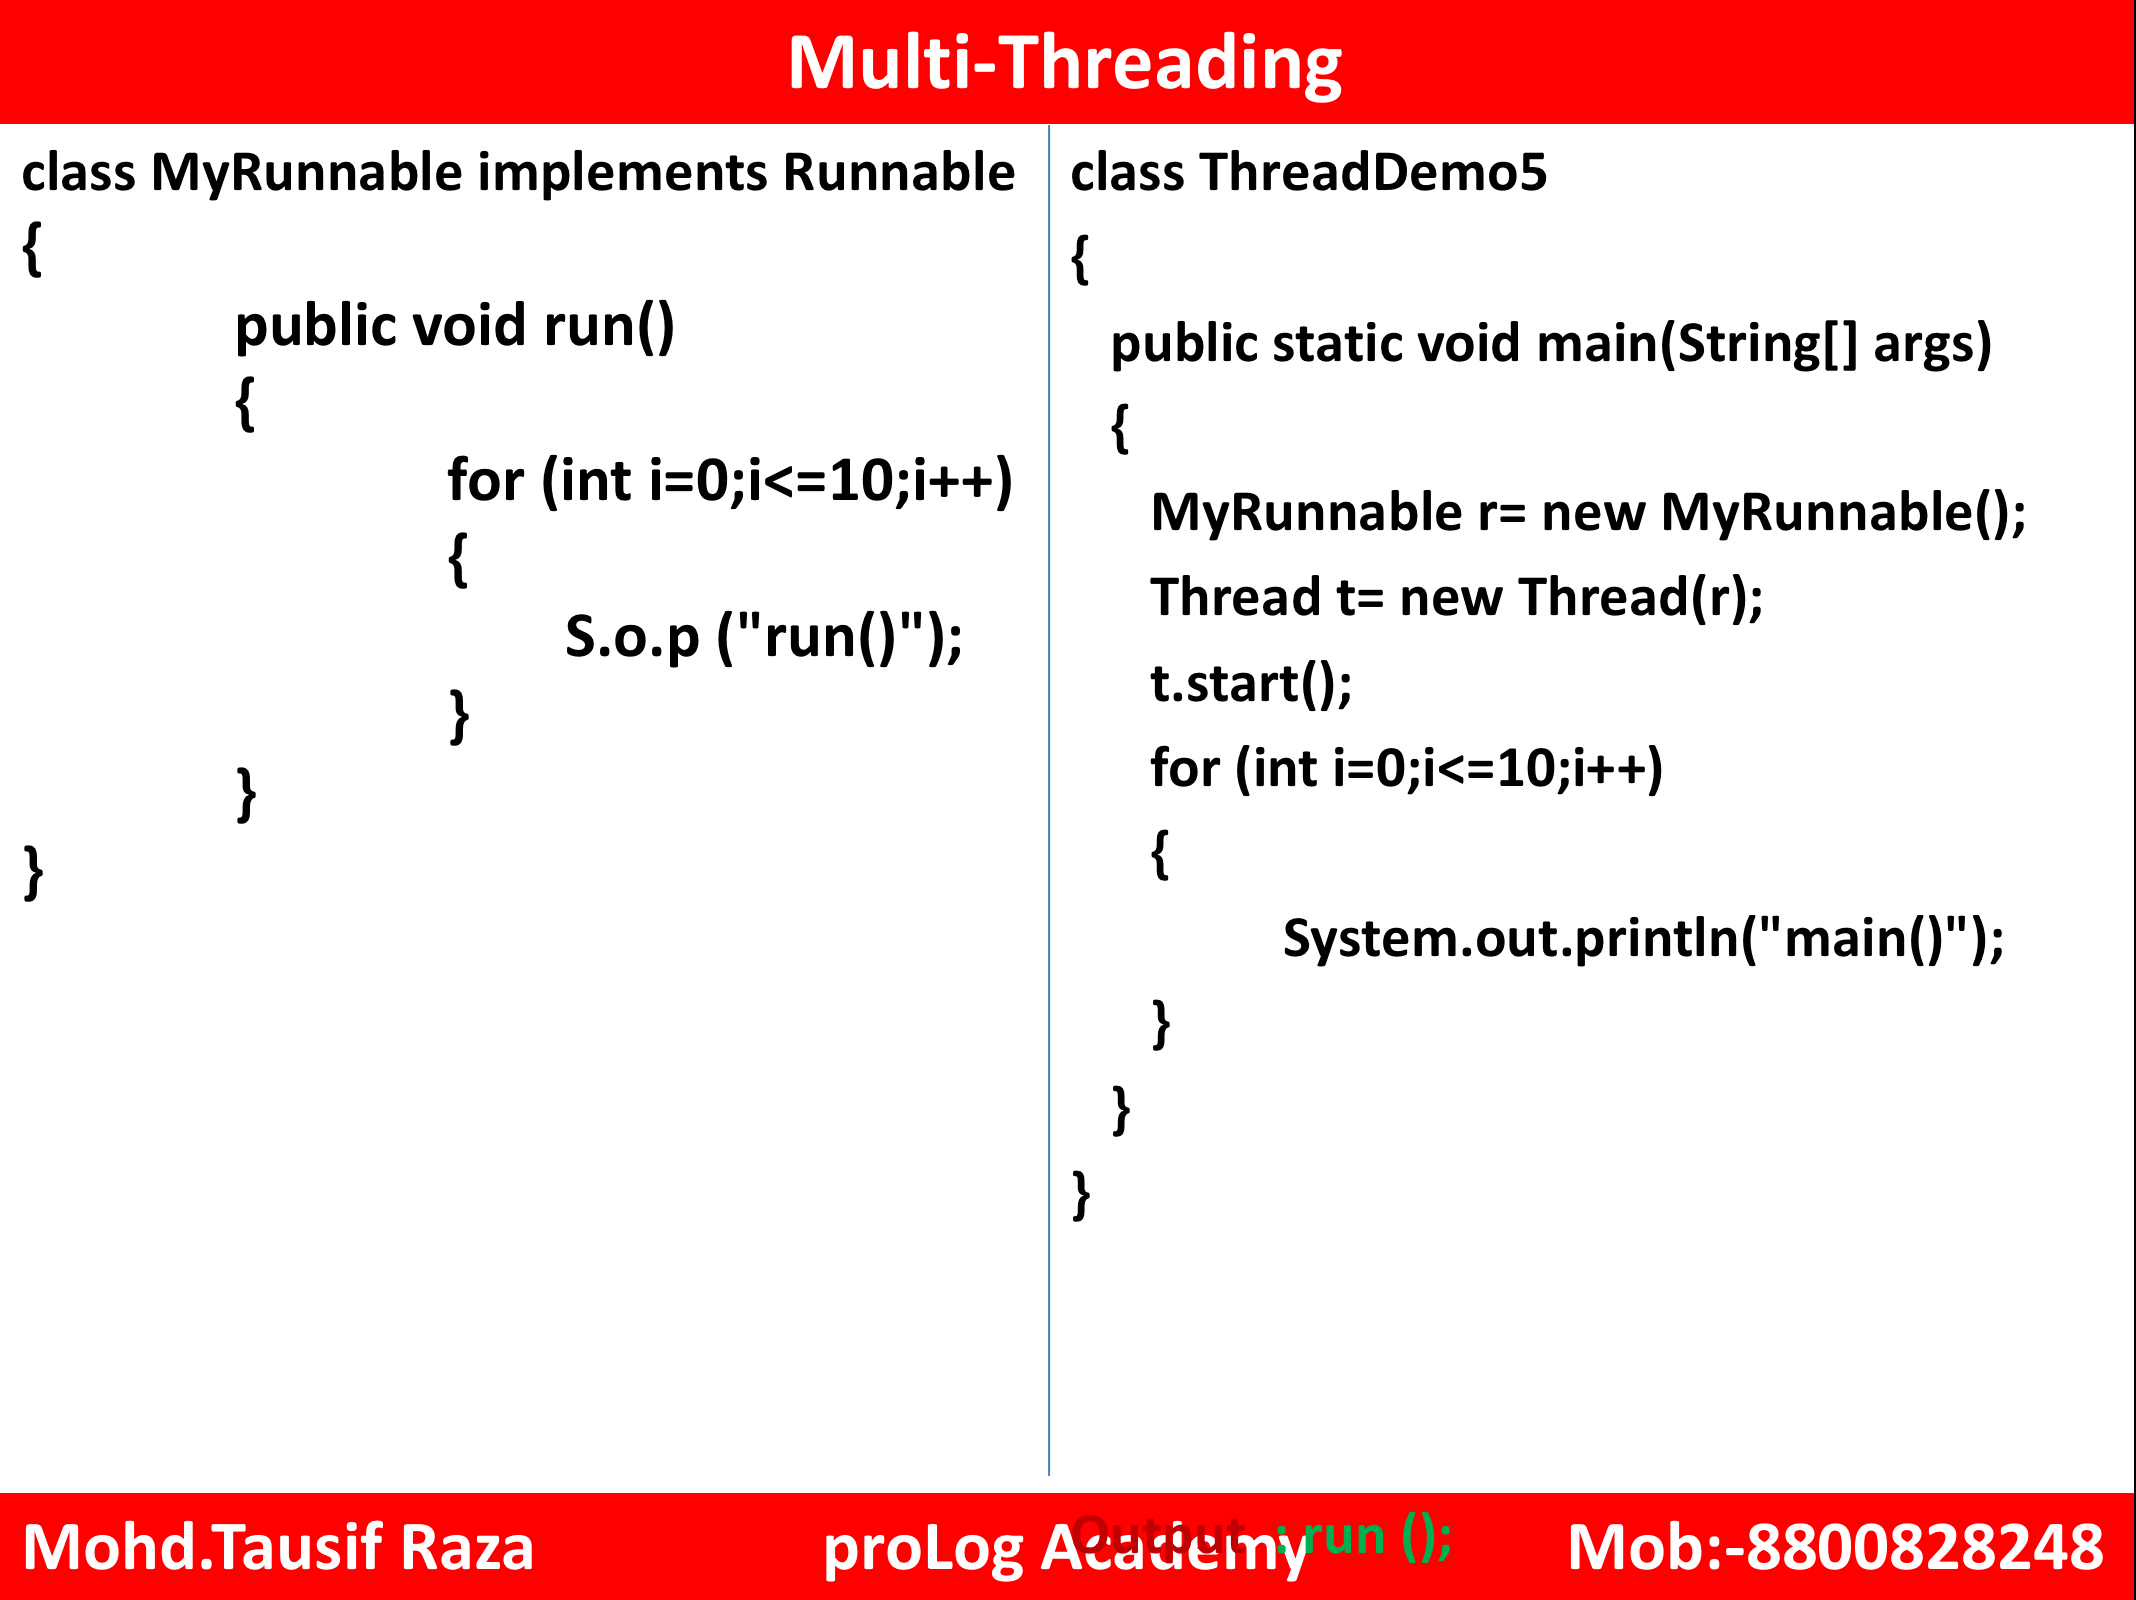 Multi-Threading
class MyRunnable implements Runnable
{
public void run()
{
for (int i=0;i<=10;i++)
{
S.o.p ("run()");
}
}
}
class ThreadDemo5
{
public static void main(String[] args)
{
MyRunnable r= new MyRunnable();
Thread t= new Thread(r);
t.start();
for (int i=0;i<=10;i++)
{
System.out.println("main()");
}
}
}
Output : run ();
Mohd.Tausif Raza proLog Academy Mob:-8800828248